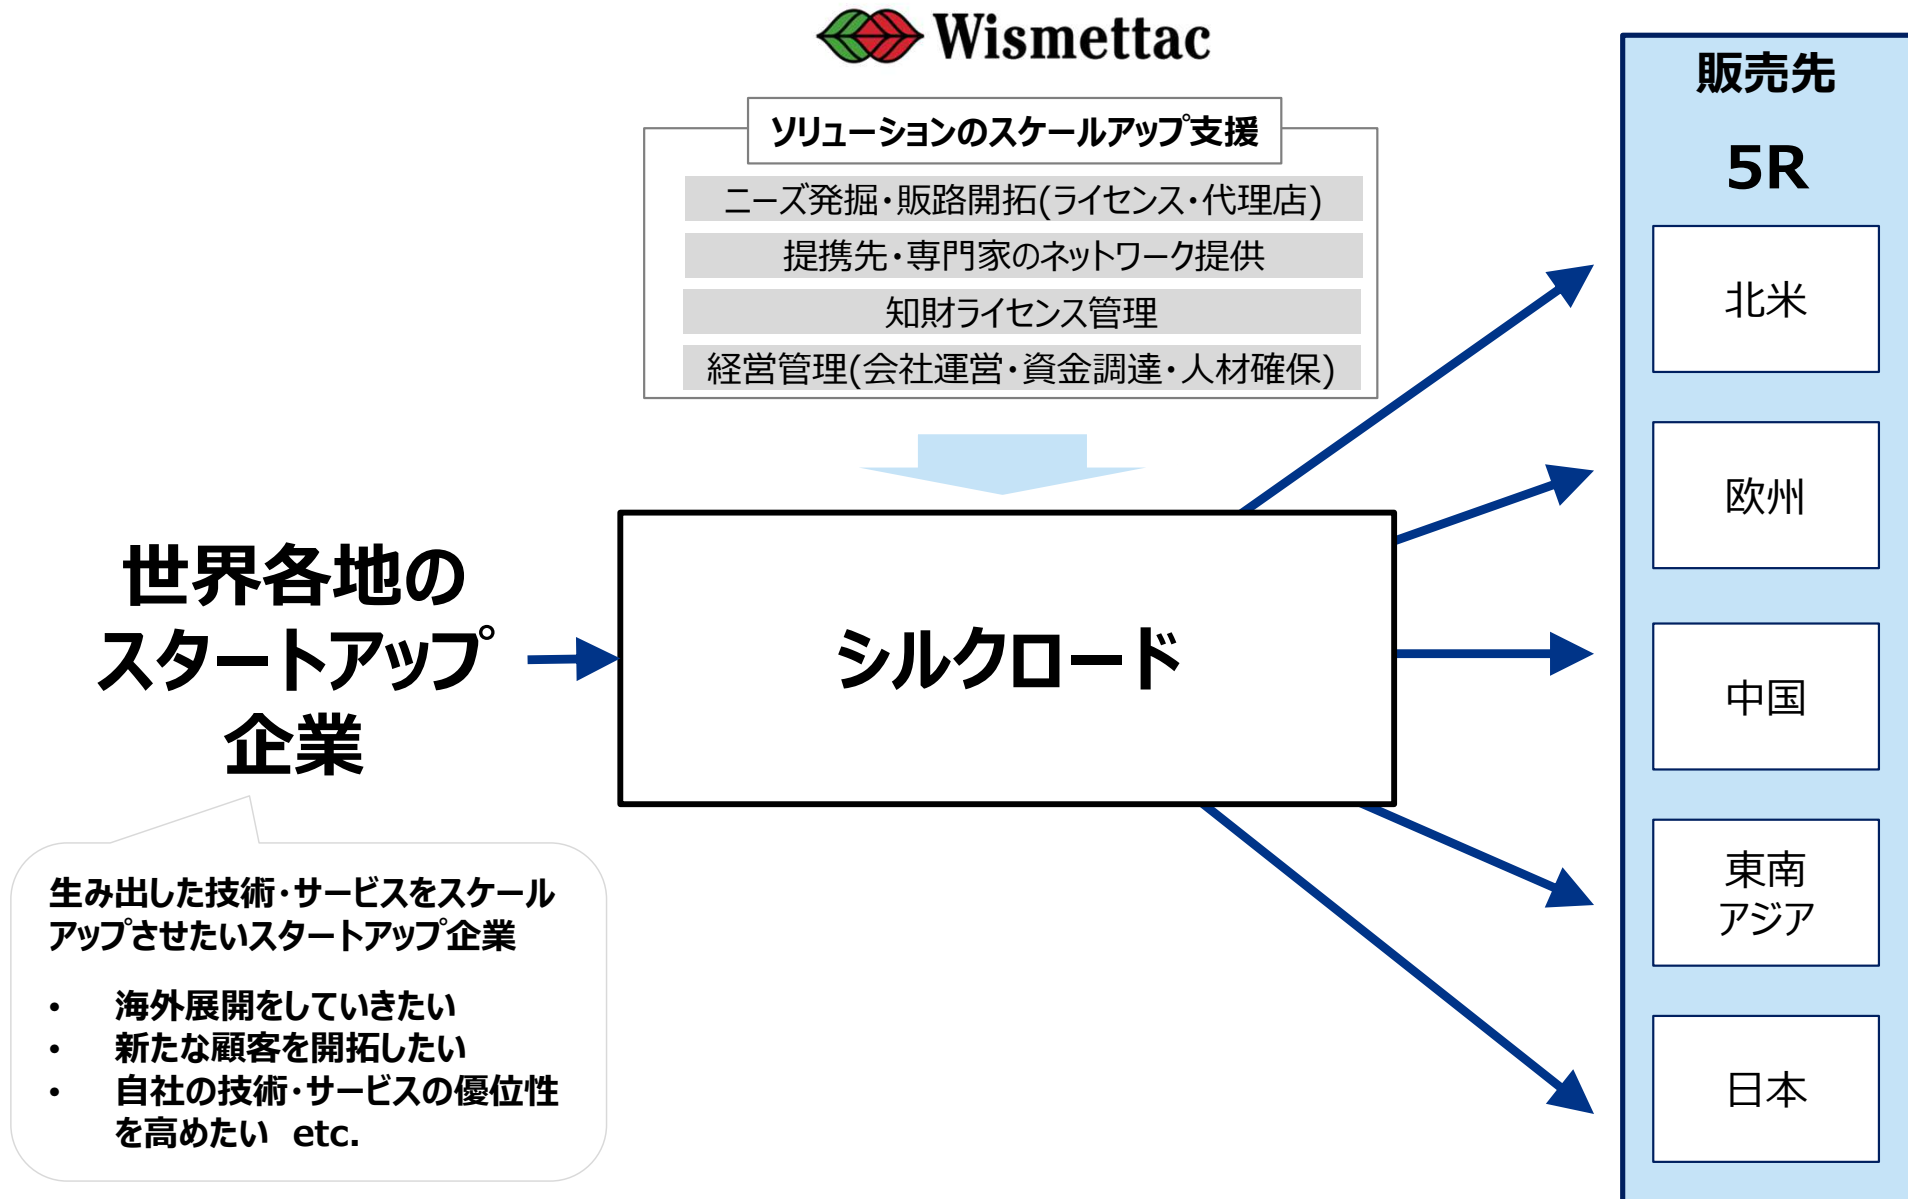 Wismettac
ソリューションのスケールアップ支援
ニーズ発掘・販路開拓(ライセンス・代理店)
提携先・専門家のネットワーク提供
知財ライセンス管理
経営管理(会社運営・資金調達・人材確保)
世界各地の
スタートアップ
企業
生み出した技術・サービスをスケール
アップさせたいスタートアップ企業
• 海外展開をしていきたい
• 新たな顧客を開拓したい
• 自社の技術・サービスの優位性
を高めたい etc.
シルクロード
販売先
5R
北米
欧州
中国
東南
アジア
日本